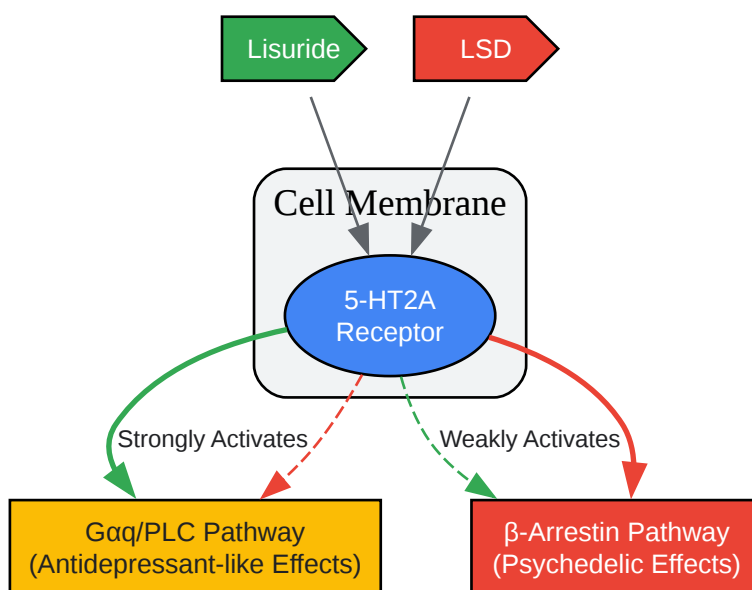 Lisuride
LSD
Cell Membrane
5-HT2A
Receptor
Strongly Activates
Weakly Activates
Gαq/PLC Pathway
(Antidepressant-like Effects)
β-Arrestin Pathway
(Psychedelic Effects)